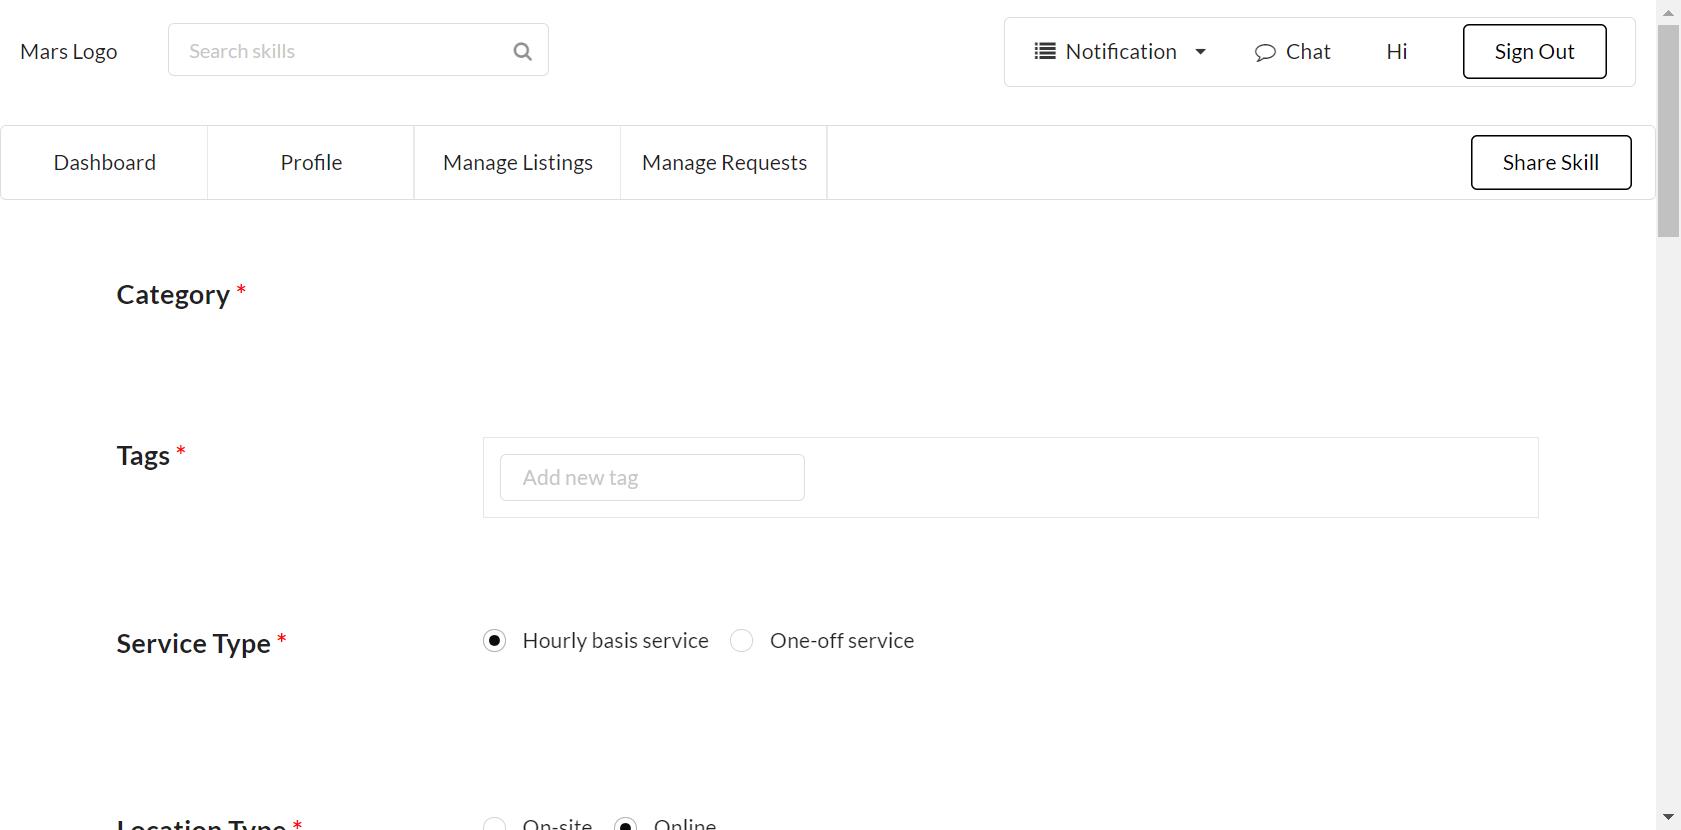 Mars Logo
Search skills
Notification
Chat
Hi
Sign Out
Dashboard
Profile
Manage Listings
Manage Requests
Share Skill
Category *
Tags *
Add new tag
Service Type *
Hourly basis service
One-off service
Location Type *
On-site
Online